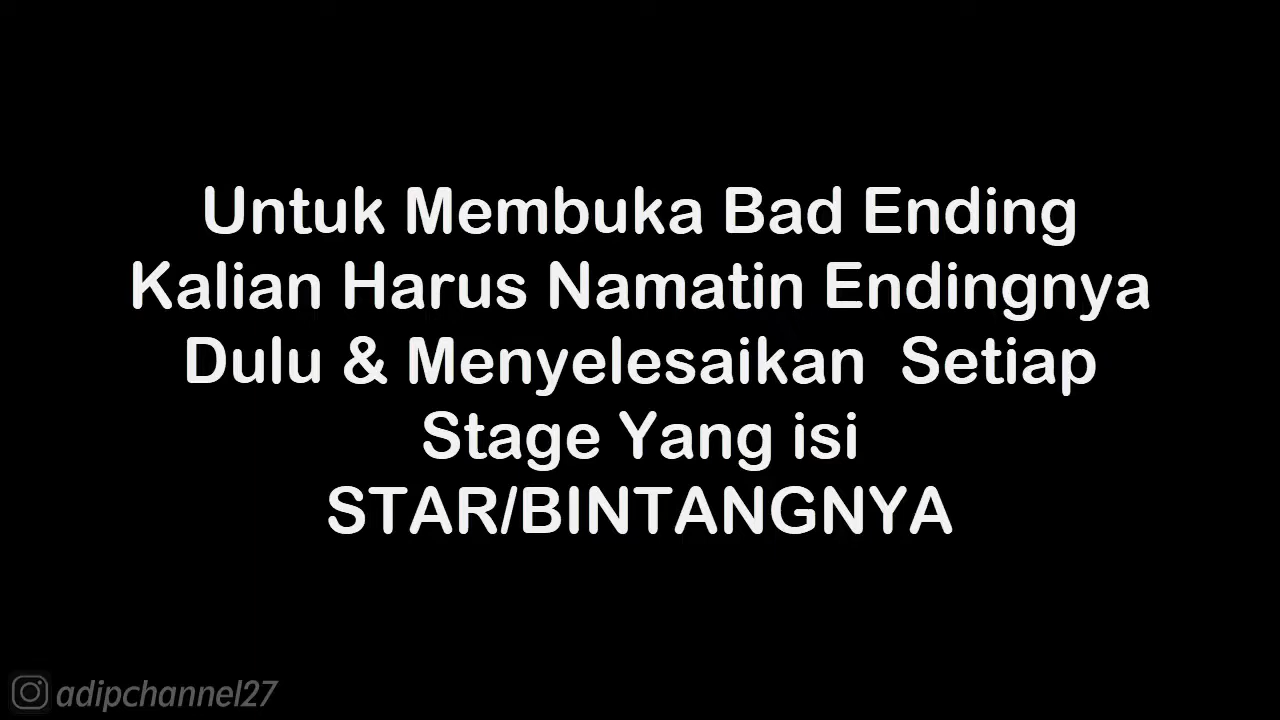 Untuk Membuka Bad Ending
Kalian Harus Namatin Endingnya
Dulu & Menyelesaikan  Setiap
Stage Yang isi
STAR/BINTANGNYA
adipchannel27